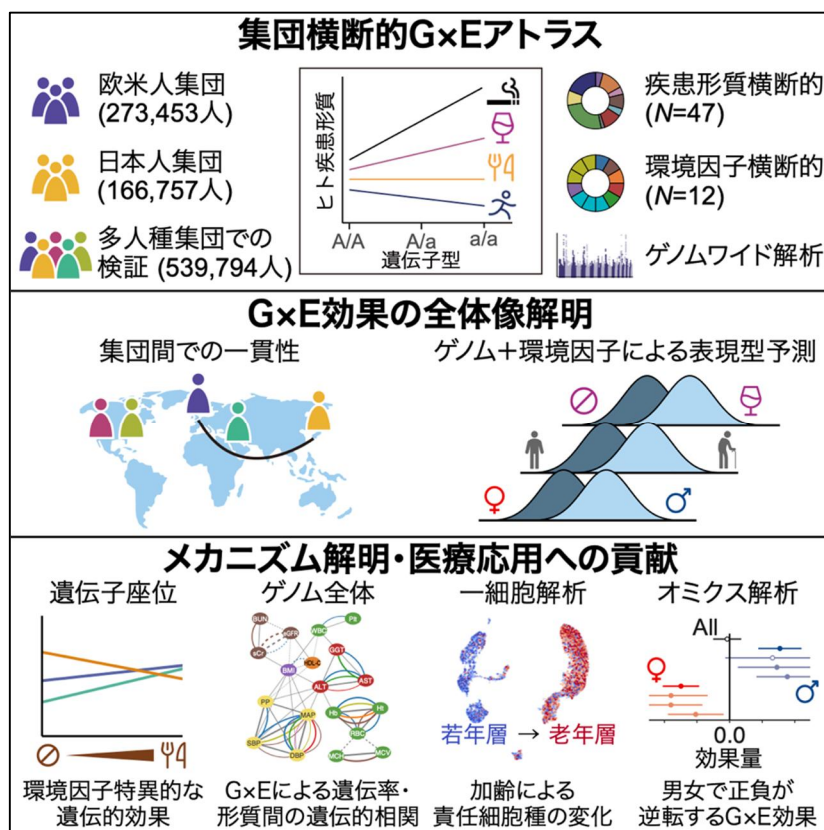 集団横断的G×Eアトラス
欧米人集団
(273,453人)
日本人集団
(166,757人)
多人種集団での
検証 (539,794人)
ヒト疾患形質
A/A
A/a
a/a
遺伝子型
疾患形質横断的
(N=47)
環境因子横断的
(N=12)
ゲノムワイド解析
G×E効果の全体像解明
集団間での一貫性
ゲノム＋環境因子による表現型予測
メカニズム解明・医療応用への貢献
遺伝子座位
環境因子特異的な
遺伝的効果
ゲノム全体
BUN
eGFR
sCr
WBC
Plt
HDL-C
GGT
BMI
ALT
AST
PP
MAP
Hb
Ht
SBP
DBP
RBC
MCH
MCV
G×Eによる遺伝率・
形質間の遺伝的相関
一細胞解析
若年層 → 老年層
加齢による
責任細胞種の変化
オミクス解析
All
0.0
効果量
男女で正負が
逆転するG×E効果